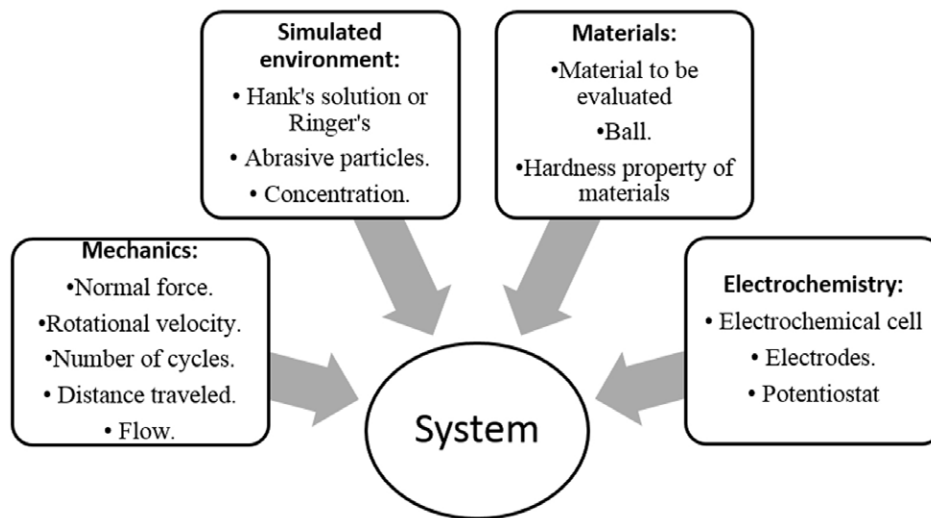 Simulated
environment:
• Hank's solution or
Ringer's
• Abrasive particles.
• Concentration.
Materials:
•Material to be
evaluated
•Ball.
•Hardness property of
materials
Mechanics:
•Normal force.
•Rotational velocity.
•Number of cycles.
• Distance traveled.
• Flow.
Electrochemistry:
• Electrochemical cell
• Electrodes.
• Potentiostat
System